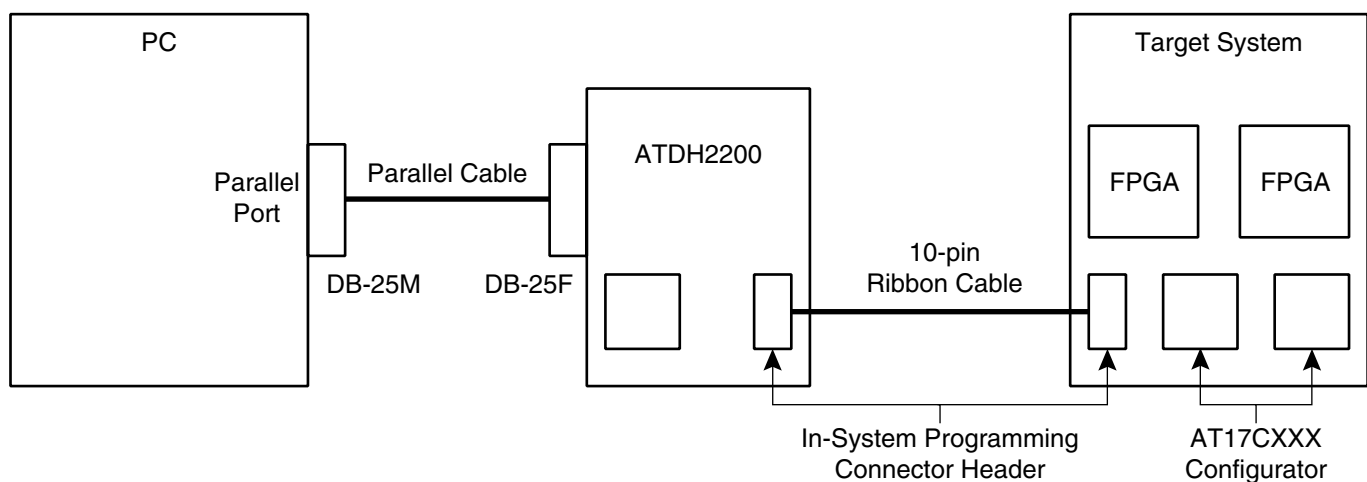 PC
Parallel
Port
Parallel Cable
DB-25M
DB-25F
ATDH2200
10-pin
Ribbon Cable
Target System
FPGA
FPGA
In-System Programming
Connector Header
AT17CXXX
Configurator